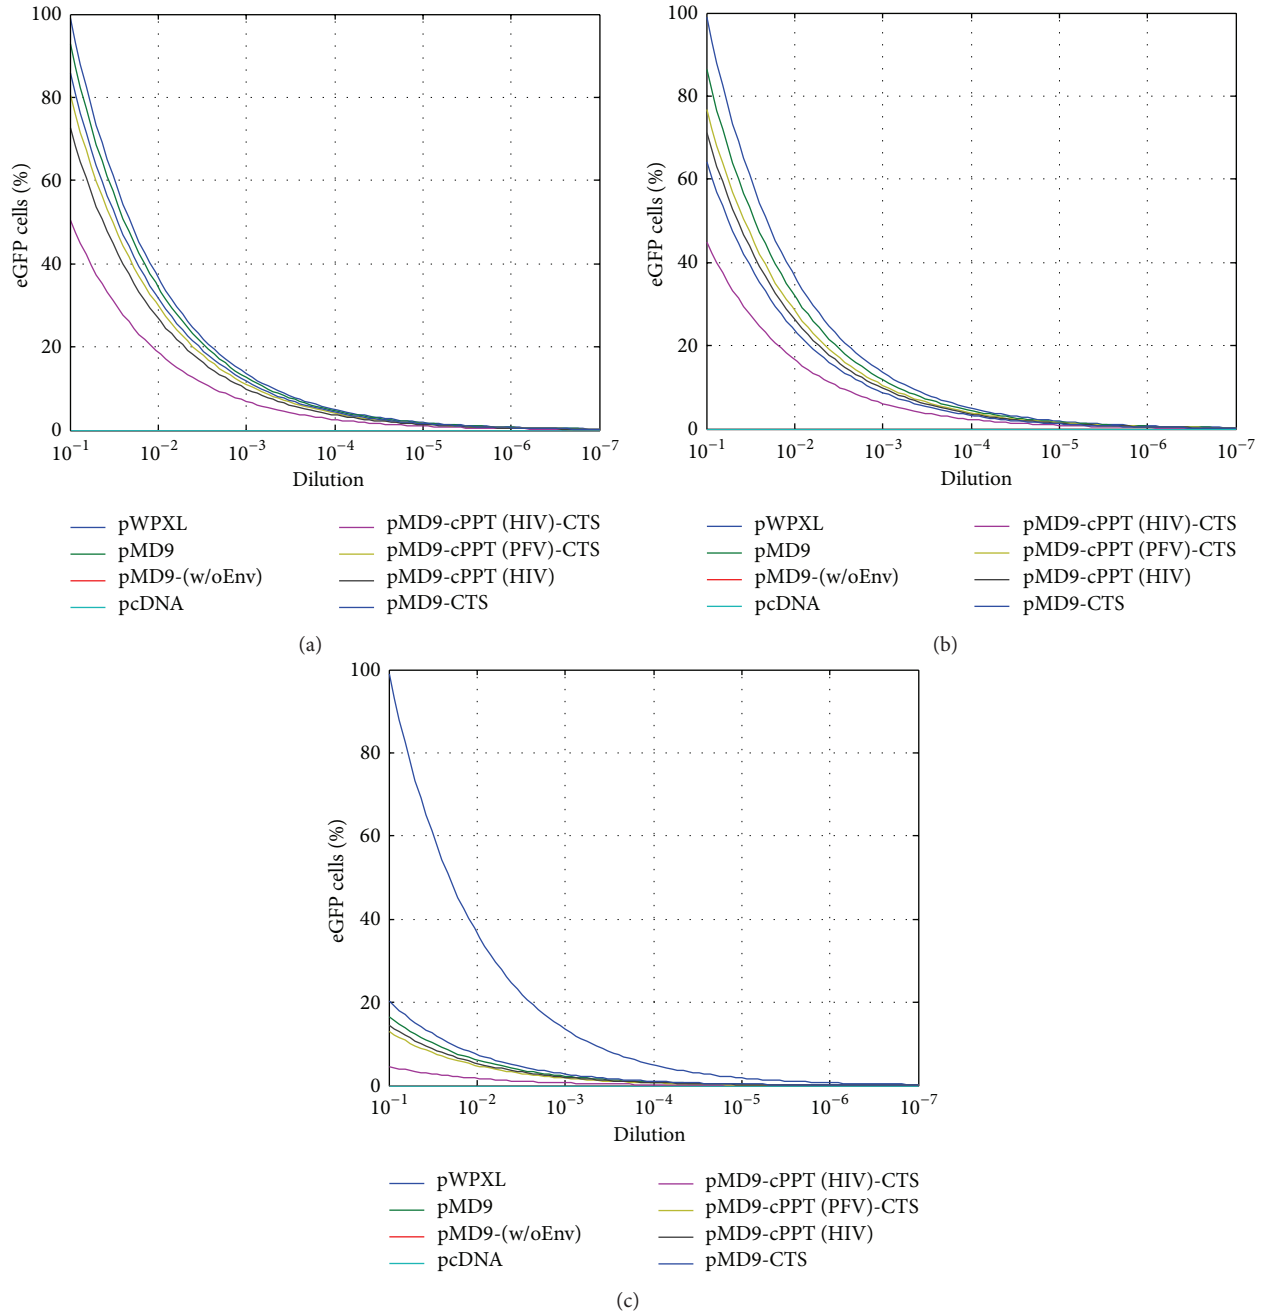 100
80
60
40
20
0
eGFP cells (%)
10⁻¹ 10⁻² 10⁻³ 10⁻⁴ 10⁻⁵ 10⁻⁶ 10⁻⁷
Dilution
pWPXL
pMD9
pMD9-(w/oEnv)
pcDNA
pMD9-cPPT (HIV)-CTS
pMD9-cPPT (PFV)-CTS
pMD9-cPPT (HIV)
pMD9-CTS
(a)
100
80
60
40
20
0
eGFP cells (%)
10⁻¹ 10⁻² 10⁻³ 10⁻⁴ 10⁻⁵ 10⁻⁶ 10⁻⁷
Dilution
pWPXL
pMD9
pMD9-(w/oEnv)
pcDNA
pMD9-cPPT (HIV)-CTS
pMD9-cPPT (PFV)-CTS
pMD9-cPPT (HIV)
pMD9-CTS
(b)
100
80
60
40
20
0
eGFP cells (%)
10⁻¹ 10⁻² 10⁻³ 10⁻⁴ 10⁻⁵ 10⁻⁶ 10⁻⁷
Dilution
pWPXL
pMD9
pMD9-(w/oEnv)
pcDNA
pMD9-cPPT (HIV)-CTS
pMD9-cPPT (PFV)-CTS
pMD9-cPPT (HIV)
pMD9-CTS
(c)